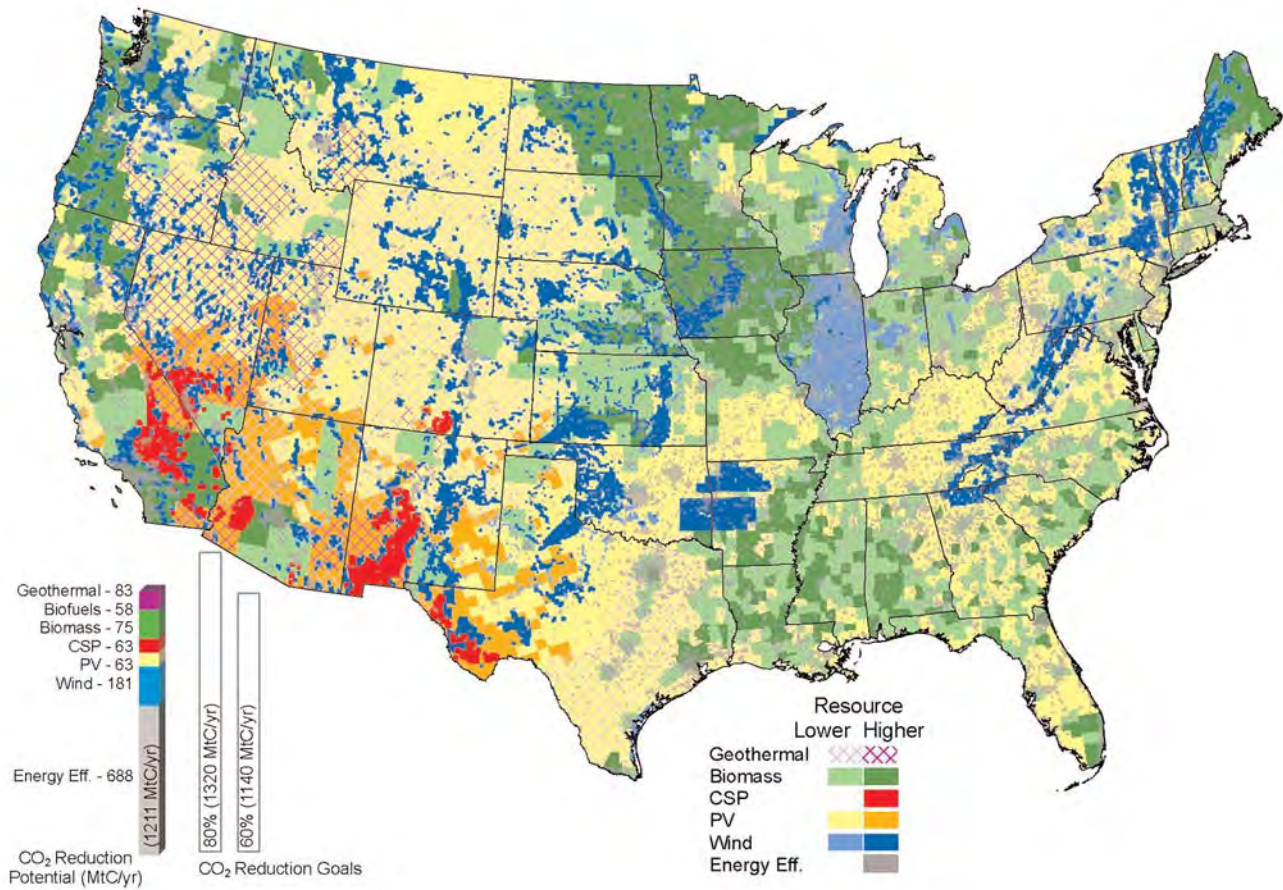 Geothermal - 83
Biofuels - 58
Biomass - 75
CSP - 63
PV - 63
Wind - 181
Energy Eff. - 688
(1211 MtC/yr)
CO₂ Reduction
Potential (MtC/yr)
80% (1320 MtC/yr)
60% (1140 MtC/yr)
CO₂ Reduction Goals
Resource
Lower Higher
Geothermal
Biomass
CSP
PV
Wind
Energy Eff.